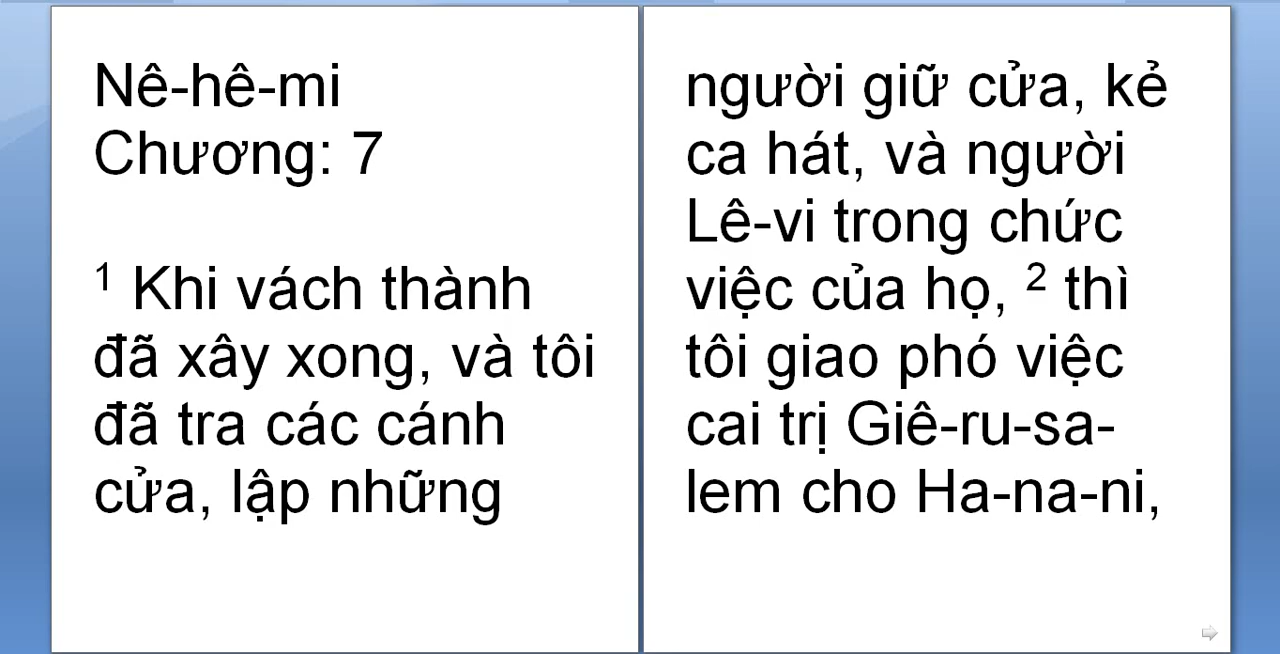 Nê-hê-mi
Chương: 7
1 Khi vách thành
đã xây xong, và tôi
đã tra các cánh
cửa, lập những
người giữ cửa, kẻ
ca hát, và người
Lê-vi trong chức
việc của họ, 2 thì
tôi giao phó việc
cai trị Giê-ru-sa-
lem cho Ha-na-ni,